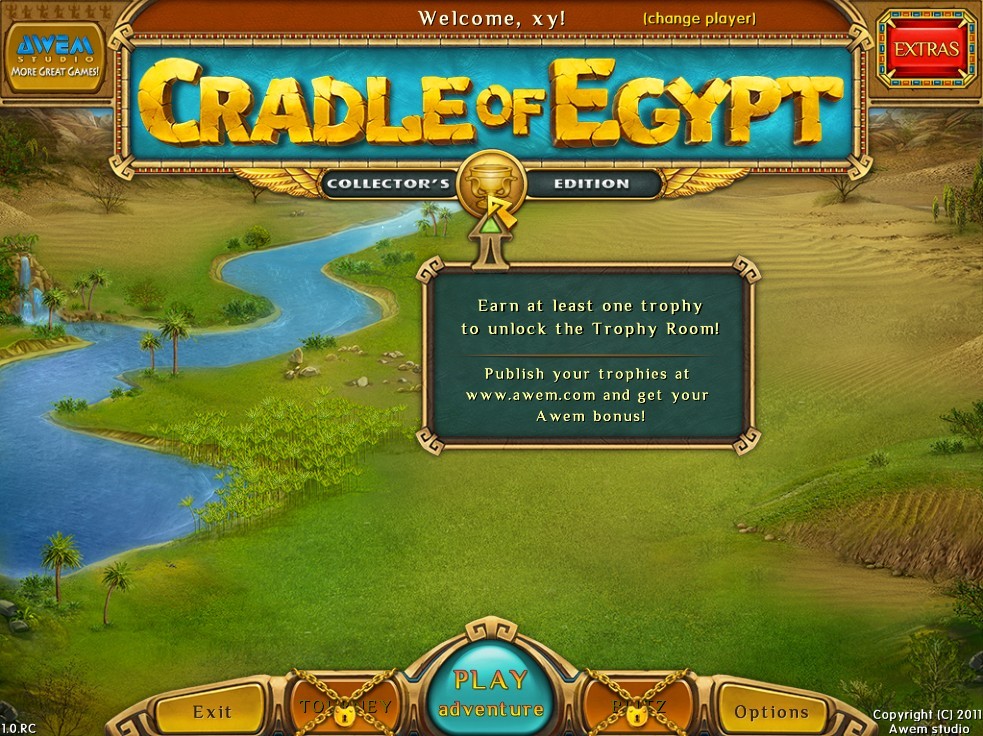 Welcome, xy!
(change player)
AWEM
STUDIO
MORE GREAT GAMES!
EXTRAS
CRADLE OF EGYPT
COLLECTOR'S EDITION
Earn at least one trophy
to unlock the Trophy Room!
Publish your trophies at
www.awem.com and get your
Awem bonus!
PLAY
adventure
Exit
TOURNEY
BLITZ
Options
1.0.RC
Copyright (C) 2011
Awem studio